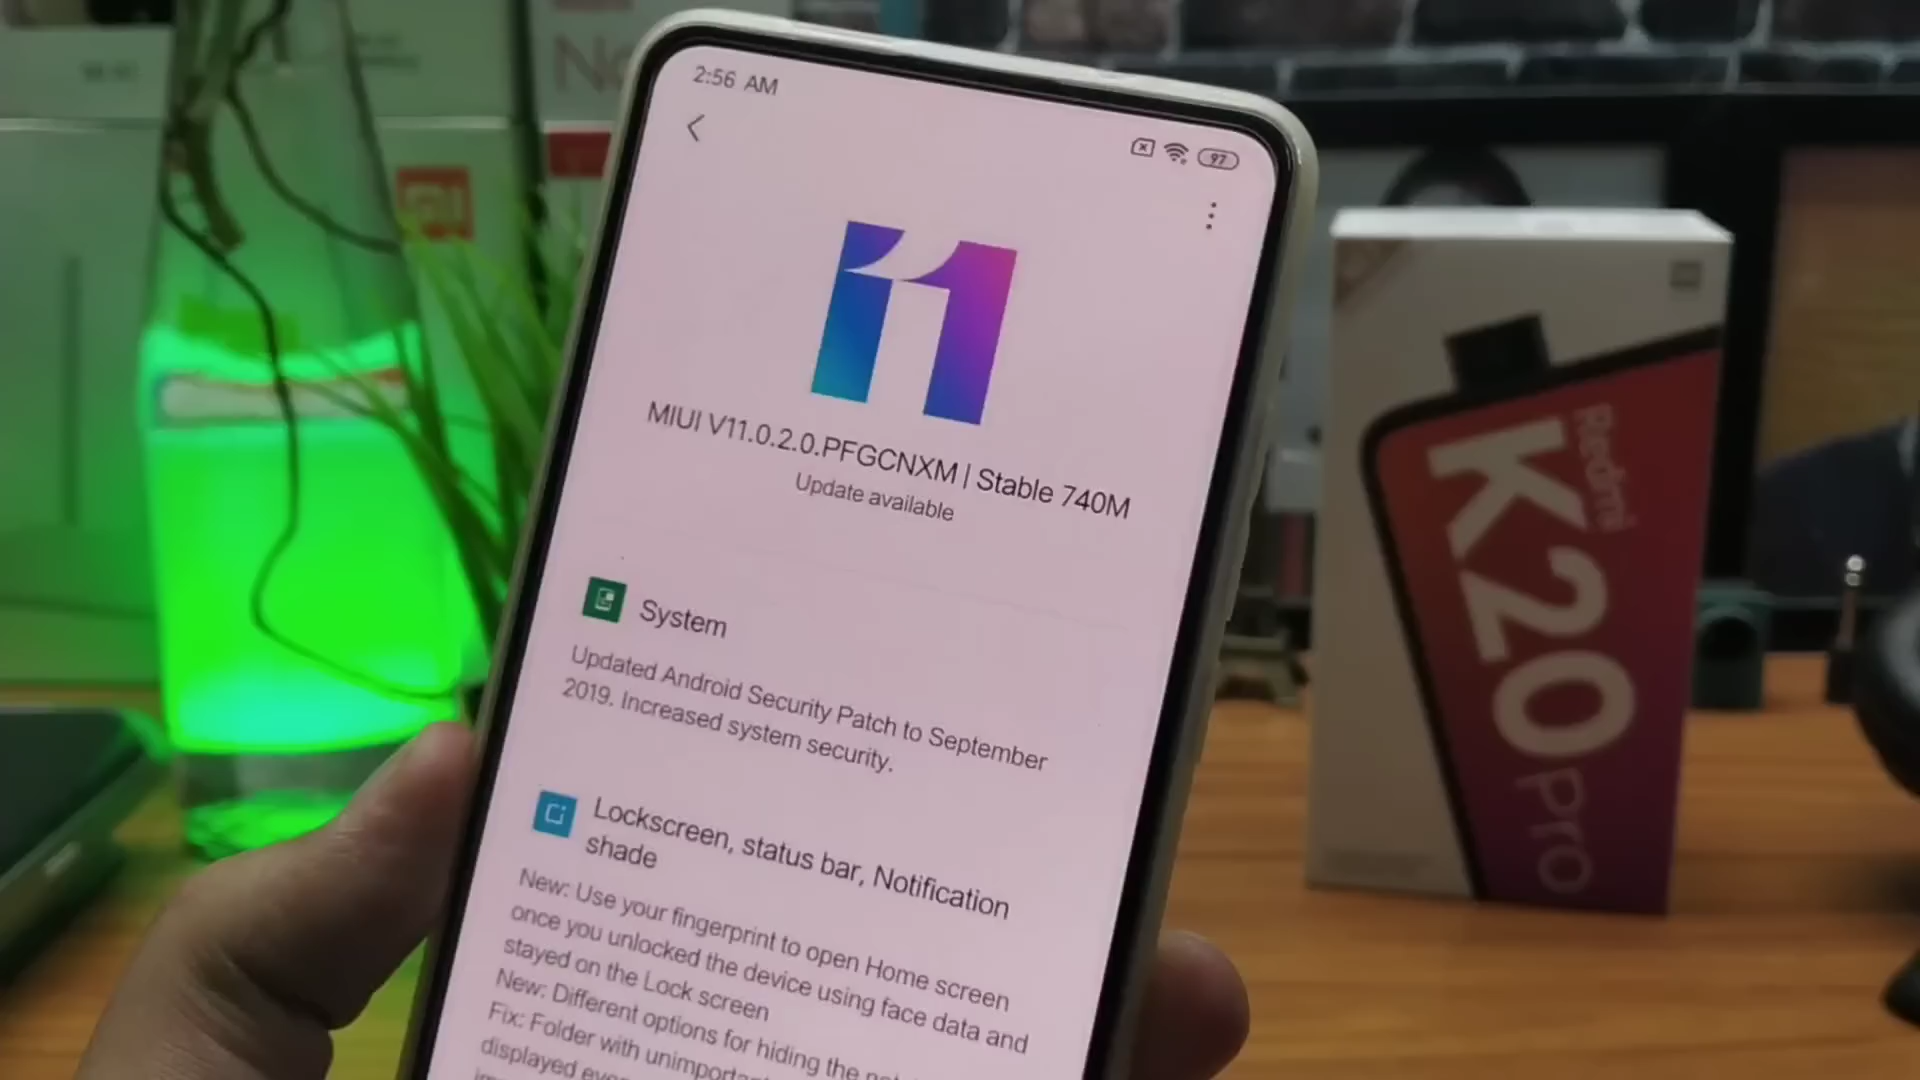 2:56 AM
97
MIUI V11.0.2.0.PFGCNXM | Stable 740M
Update available
System
Updated Android Security Patch to September
2019. Increased system security.
Lockscreen, status bar, Notification
shade
New: Use your fingerprint to open Home screen
once you unlocked the device using face data and
stayed on the Lock screen
New: Different options for hiding the
Fix: Folder with
displayed
Redmi
K20 Pro